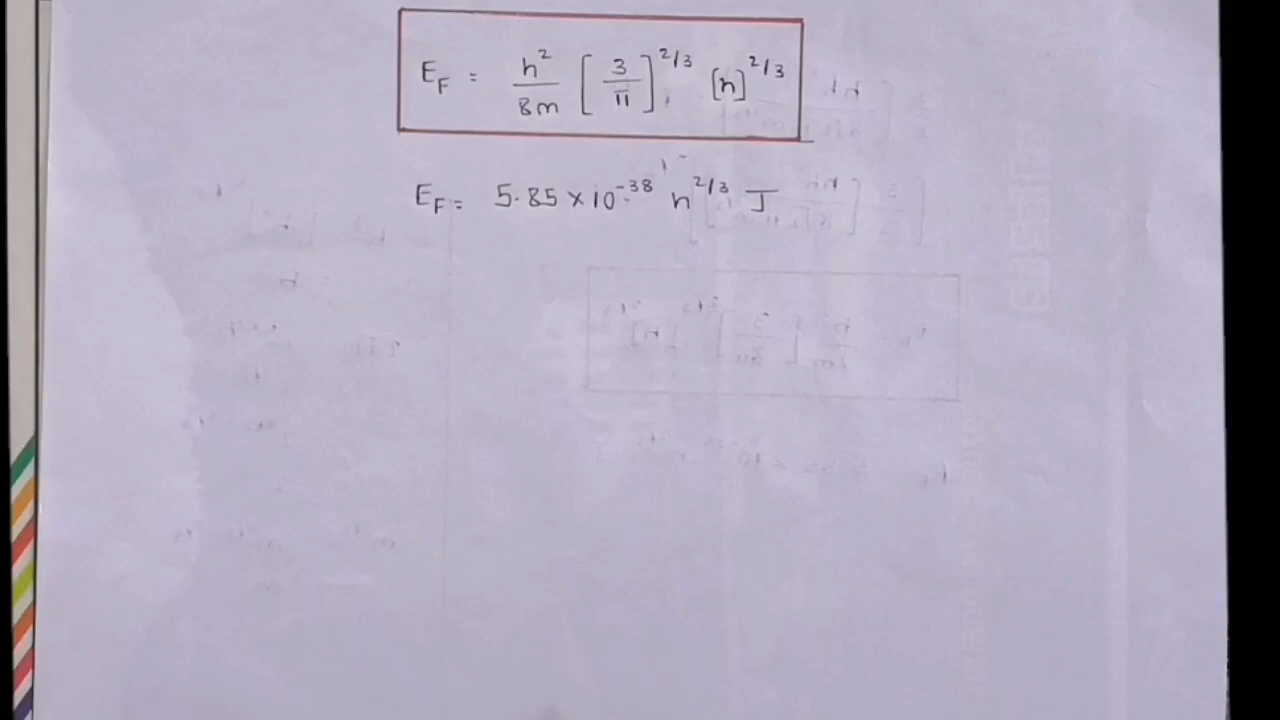 E_F = h²/8m [3/π]^2/3 [n]^2/3
E_F = 5.85 × 10^-38 n^2/3 J